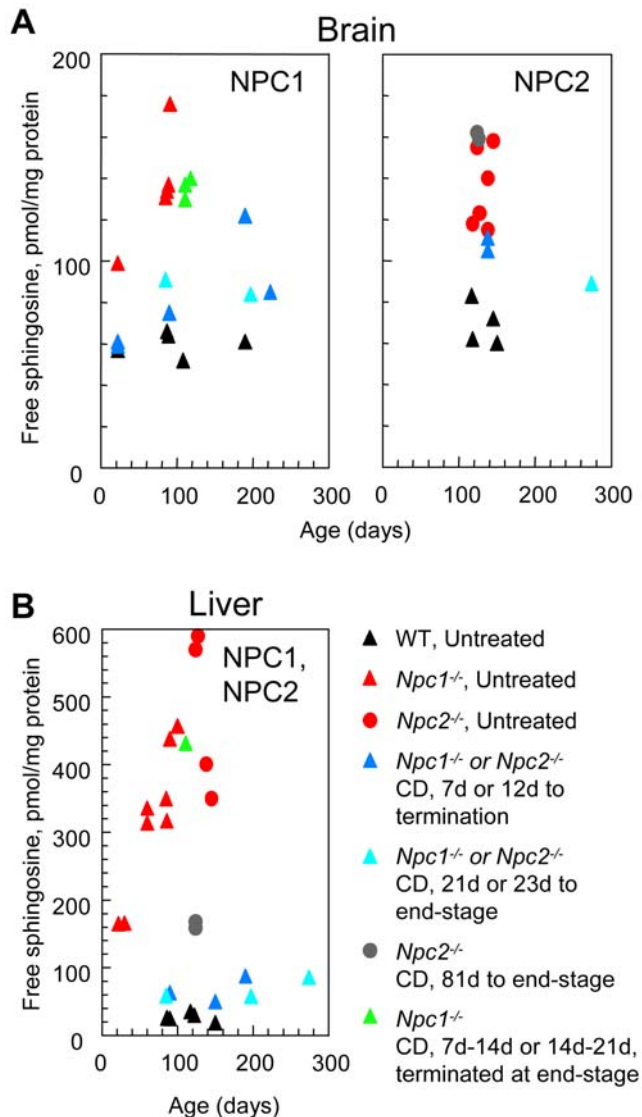 A
Brain
200
NPC1
NPC2
Free sphingosine, pmol/mg protein
100
0
0 100 200 300 0 100 200 300
Age (days)
B
Liver
600
NPC1,
NPC2
Free sphingosine, pmol/mg protein
500
400
300
200
100
0
0 100 200 300
Age (days)
WT, Untreated
Npc1-/-, Untreated
Npc2-/-, Untreated
Npc1-/- or Npc2-/-
CD, 7d or 12d to
termination
Npc1-/- or Npc2-/-
CD, 21d or 23d to
end-stage
Npc2-/-
CD, 81d to end-stage
Npc1-/-
CD, 7d-14d or 14d-21d,
terminated at end-stage